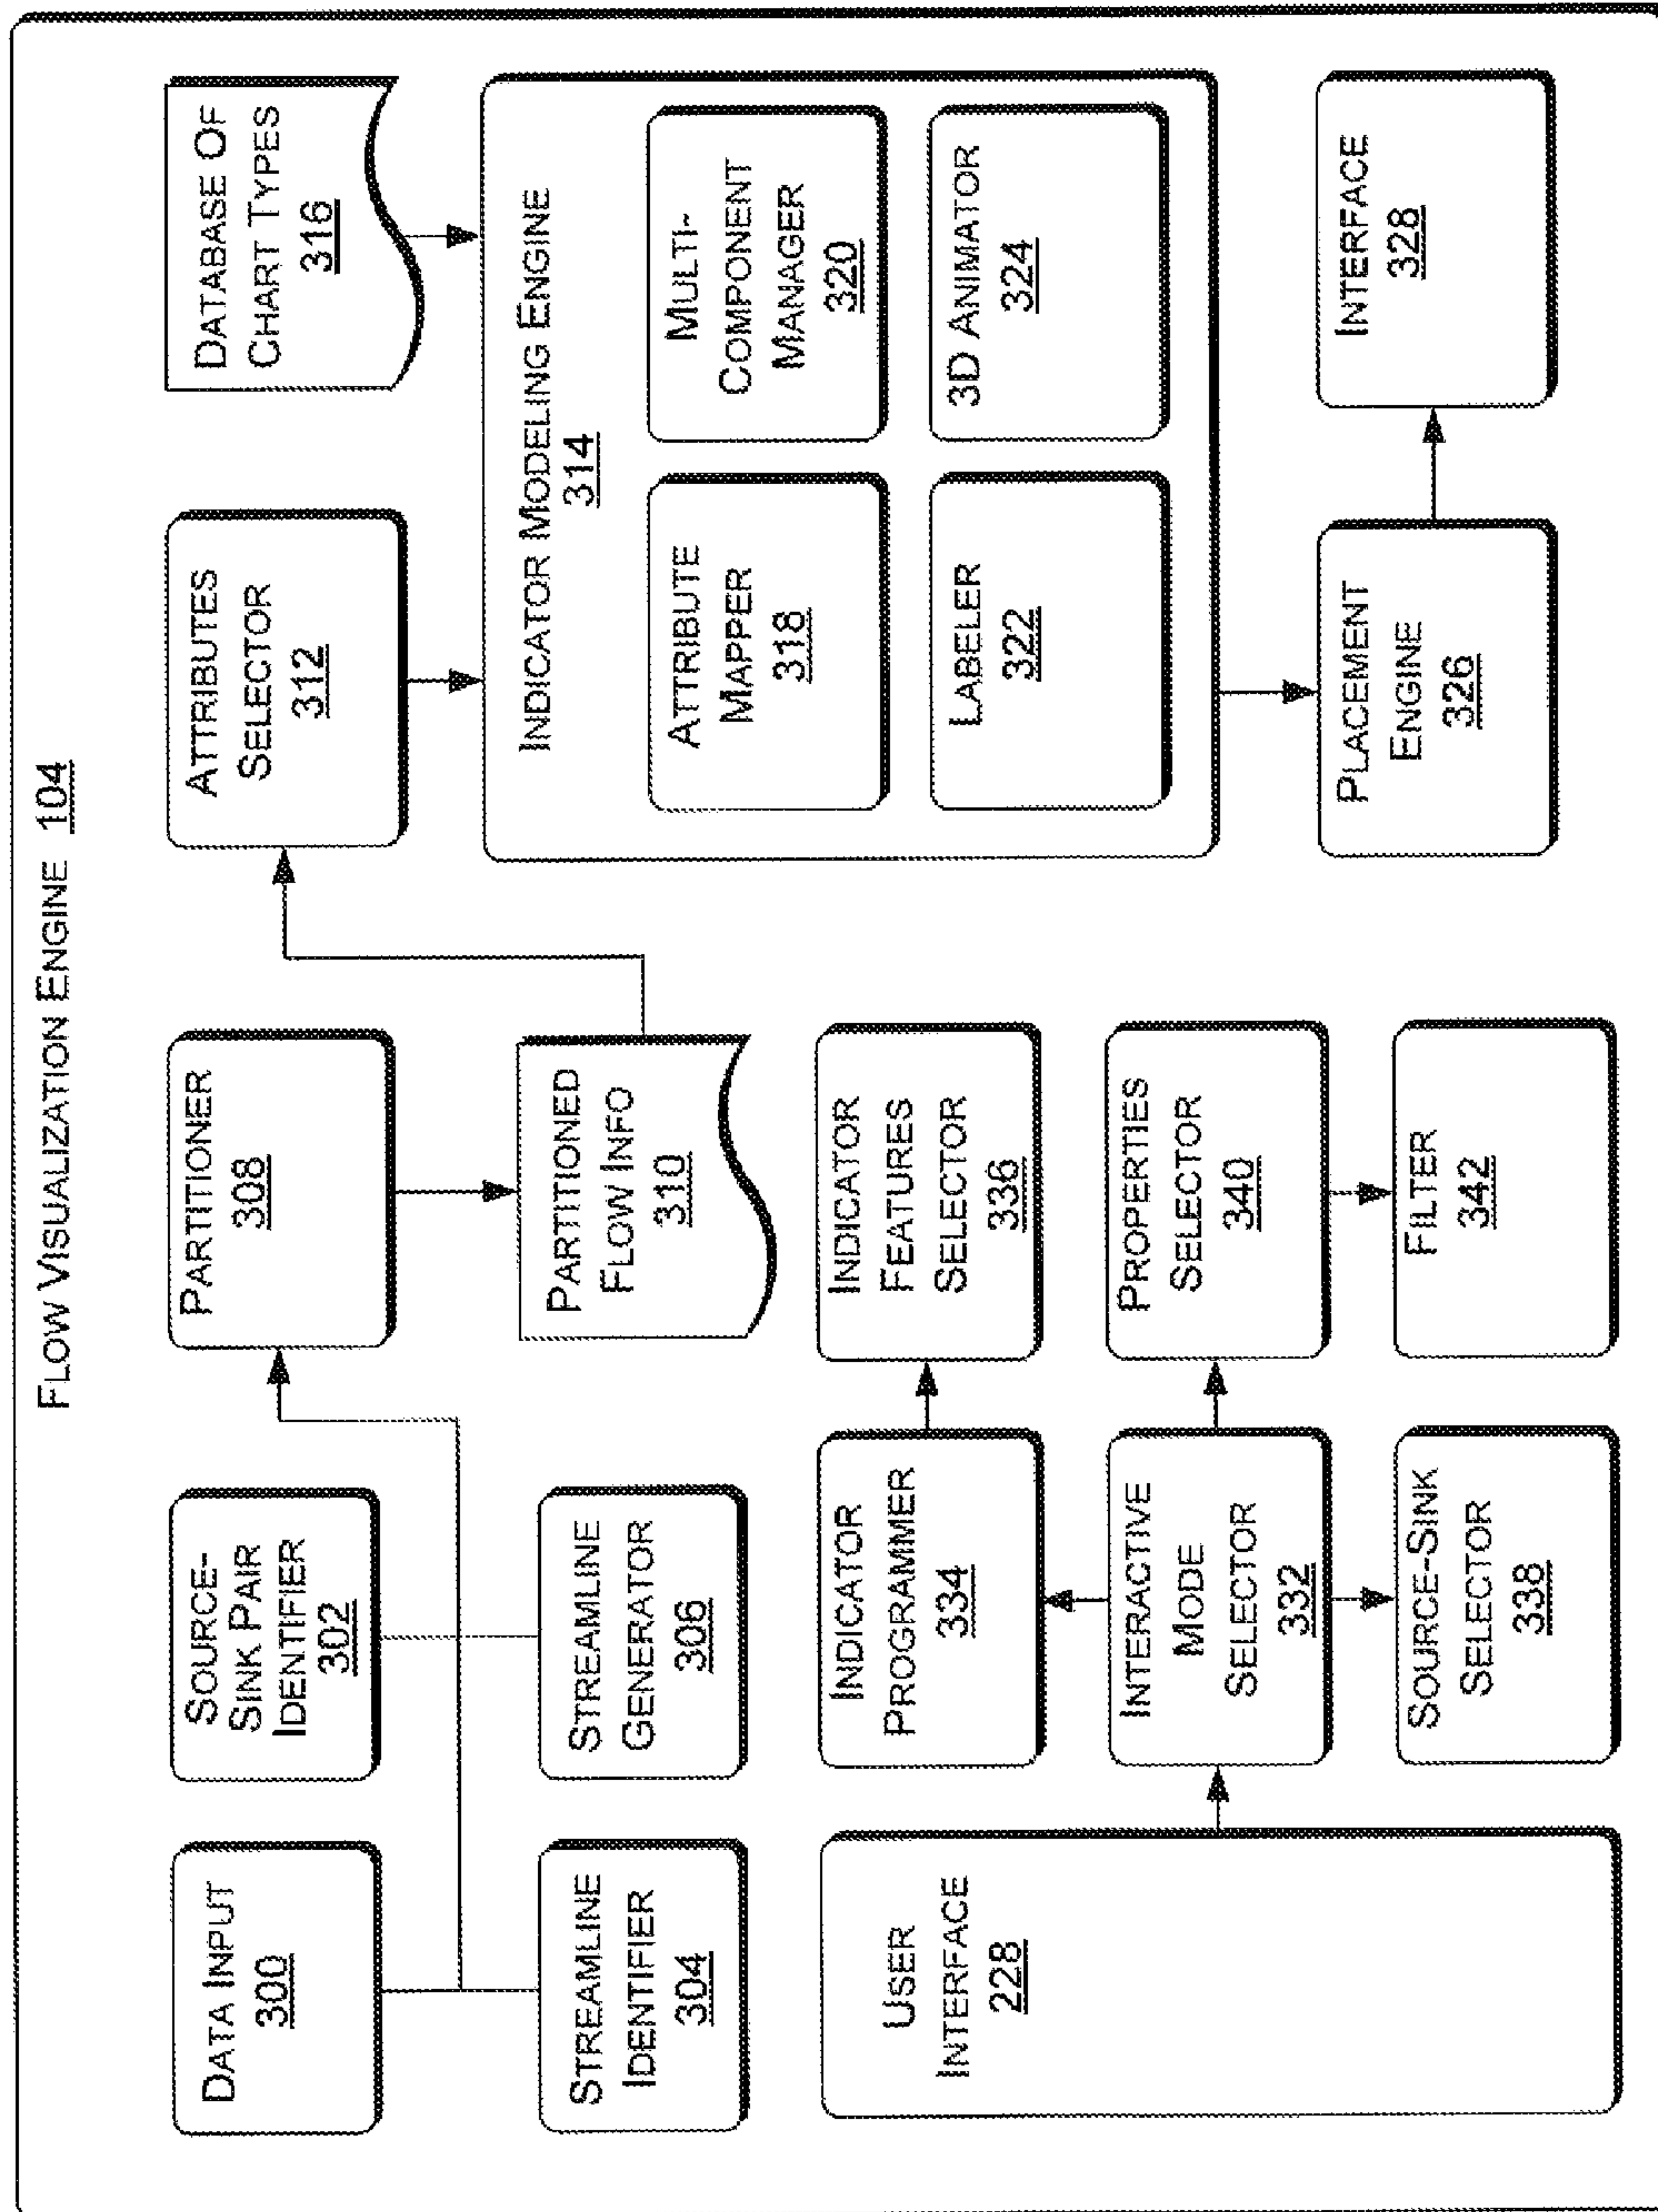 FLOW VISUALIZATION ENGINE 104
DATA INPUT
300
SOURCE-
SINK PAIR
IDENTIFIER
302
STREAMLINE
IDENTIFIER
304
STREAMLINE
GENERATOR
306
PARTITIONER
308
PARTITIONED
FLOW INFO
310
ATTRIBUTES
SELECTOR
312
DATABASE OF
CHART TYPES
316
INDICATOR MODELING ENGINE
314
ATTRIBUTE
MAPPER
318
MULTI-
COMPONENT
MANAGER
320
LABELER
322
3D ANIMATOR
324
PLACEMENT
ENGINE
326
INTERFACE
328
USER
INTERFACE
228
INDICATOR
PROGRAMMER
334
INDICATOR
FEATURES
SELECTOR
336
INTERACTIVE
MODE
SELECTOR
332
PROPERTIES
SELECTOR
340
SOURCE-SINK
SELECTOR
338
FILTER
342